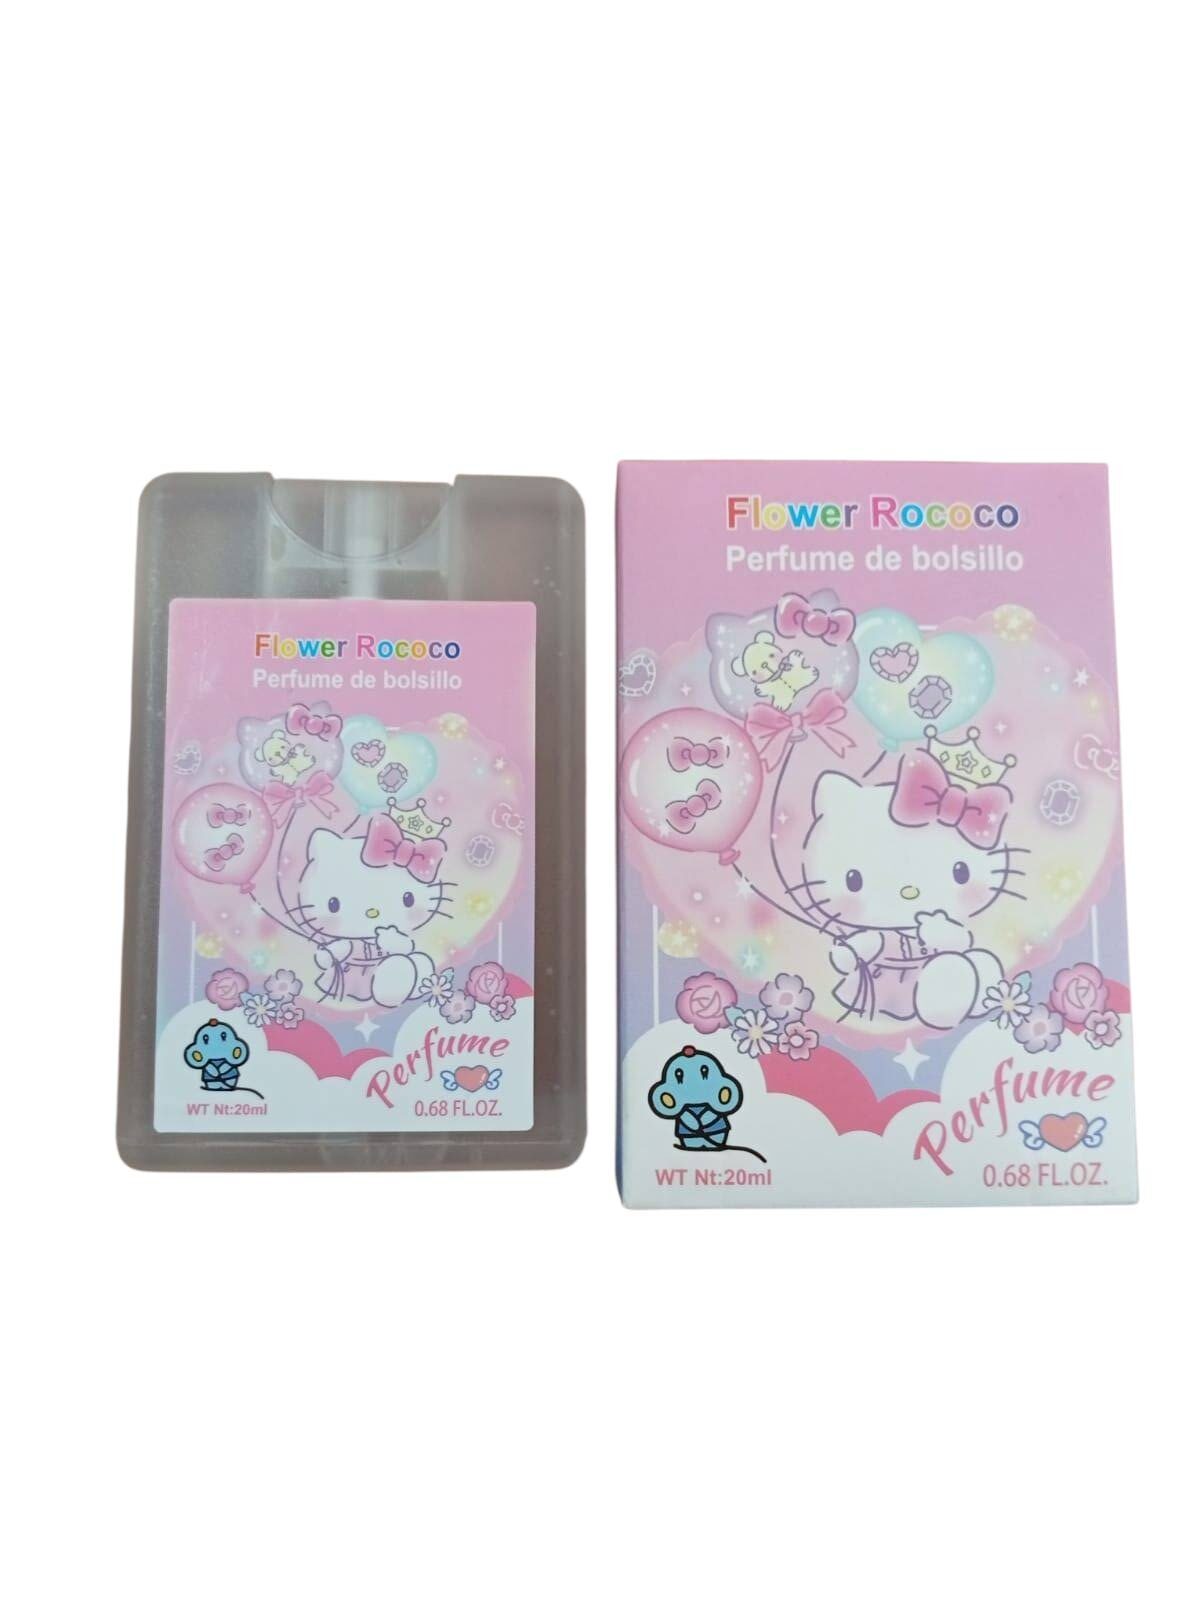 Flower Rococo
Perfume de bolsillo
Perfume
WT Nt:20ml
0.68 FL.OZ.
Flower Rococo
Perfume de bolsillo
Perfume
WT Nt:20ml
0.68 FL.OZ.